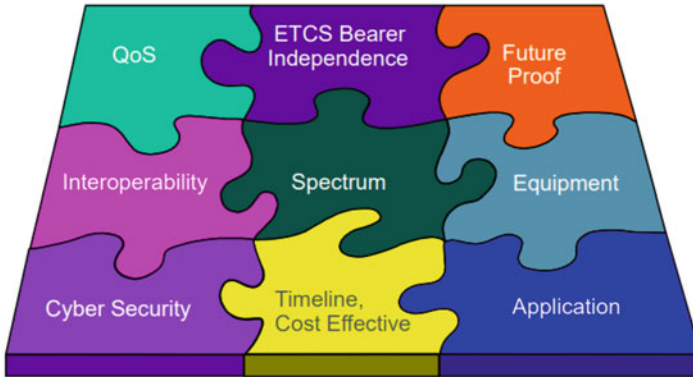 QoS
ETCS Bearer
Independence
Future
Proof
Interoperability
Spectrum
Equipment
Cyber Security
Timeline,
Cost Effective
Application